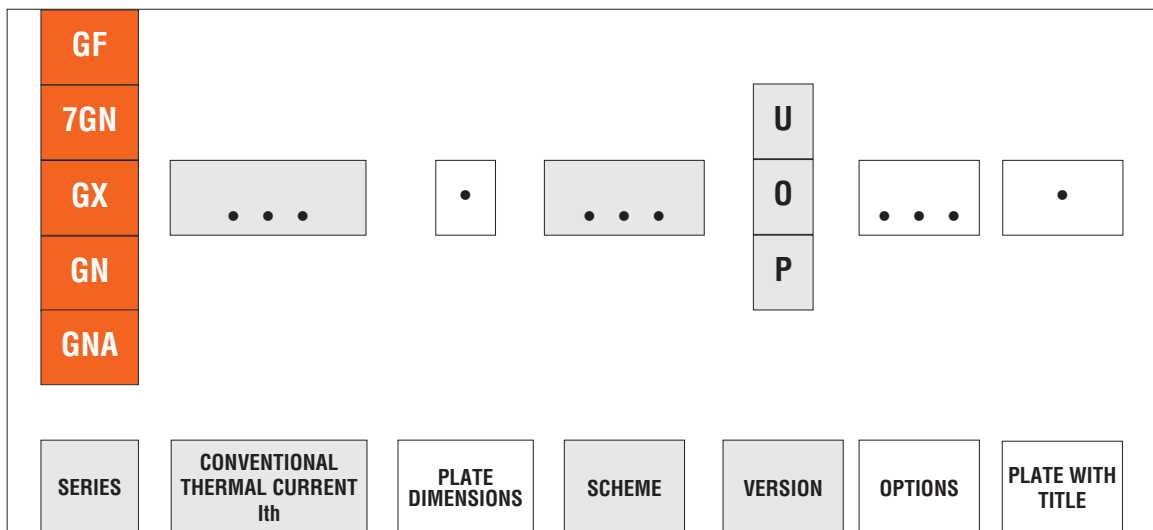 GF
7GN
GX
GN
GNA
• • •
•
• • •
U
O
P
• • •
•
SERIES
CONVENTIONAL
THERMAL CURRENT
Ith
PLATE
DIMENSIONS
SCHEME
VERSION
OPTIONS
PLATE WITH
TITLE